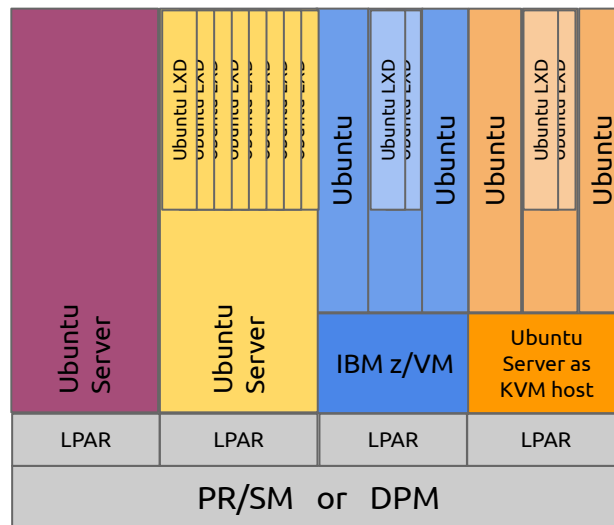 Ubuntu
Server
Ubuntu LXD
Ubuntu
Server
Ubuntu
Ubuntu LXD
Ubuntu
IBM z/VM
Ubuntu
Ubuntu LXD
Ubuntu
Ubuntu
Server as
KVM host
LPAR
LPAR
LPAR
LPAR
PR/SM or DPM